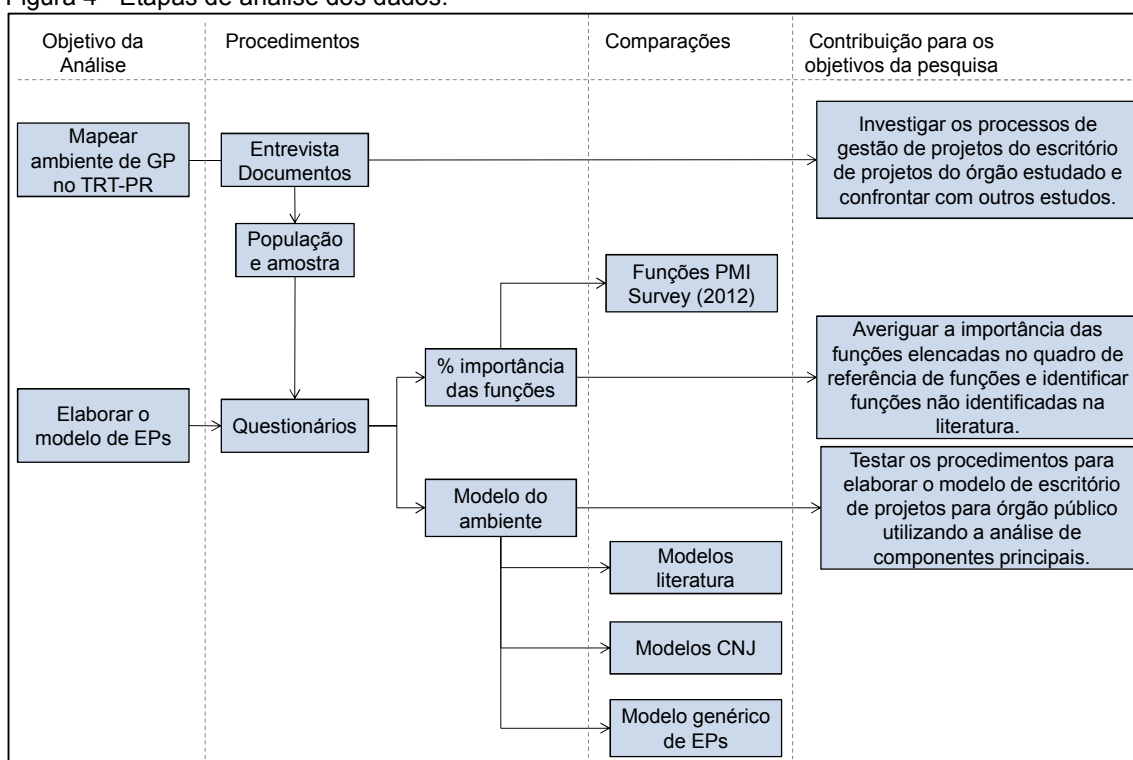 Figura 4 - Etapas de análise dos dados.
Objetivo da
Análise
Procedimentos
Comparações
Contribuição para os
objetivos da pesquisa
Mapear
ambiente de GP
no TRT-PR
Entrevista
Documentos
Investigar os processos de
gestão de projetos do escritório
de projetos do órgão estudado e
confrontar com outros estudos.
População
e amostra
Funções PMI
Survey (2012)
% importância
das funções
Averiguar a importância das
funções elencadas no quadro de
referência de funções e identificar
funções não identificadas na
literatura.
Elaborar o
modelo de EPs
Questionários
Modelo do
ambiente
Testar os procedimentos para
elaborar o modelo de escritório
de projetos para órgão público
utilizando a análise de
componentes principais.
Modelos
literatura
Modelos CNJ
Modelo genérico
de EPs